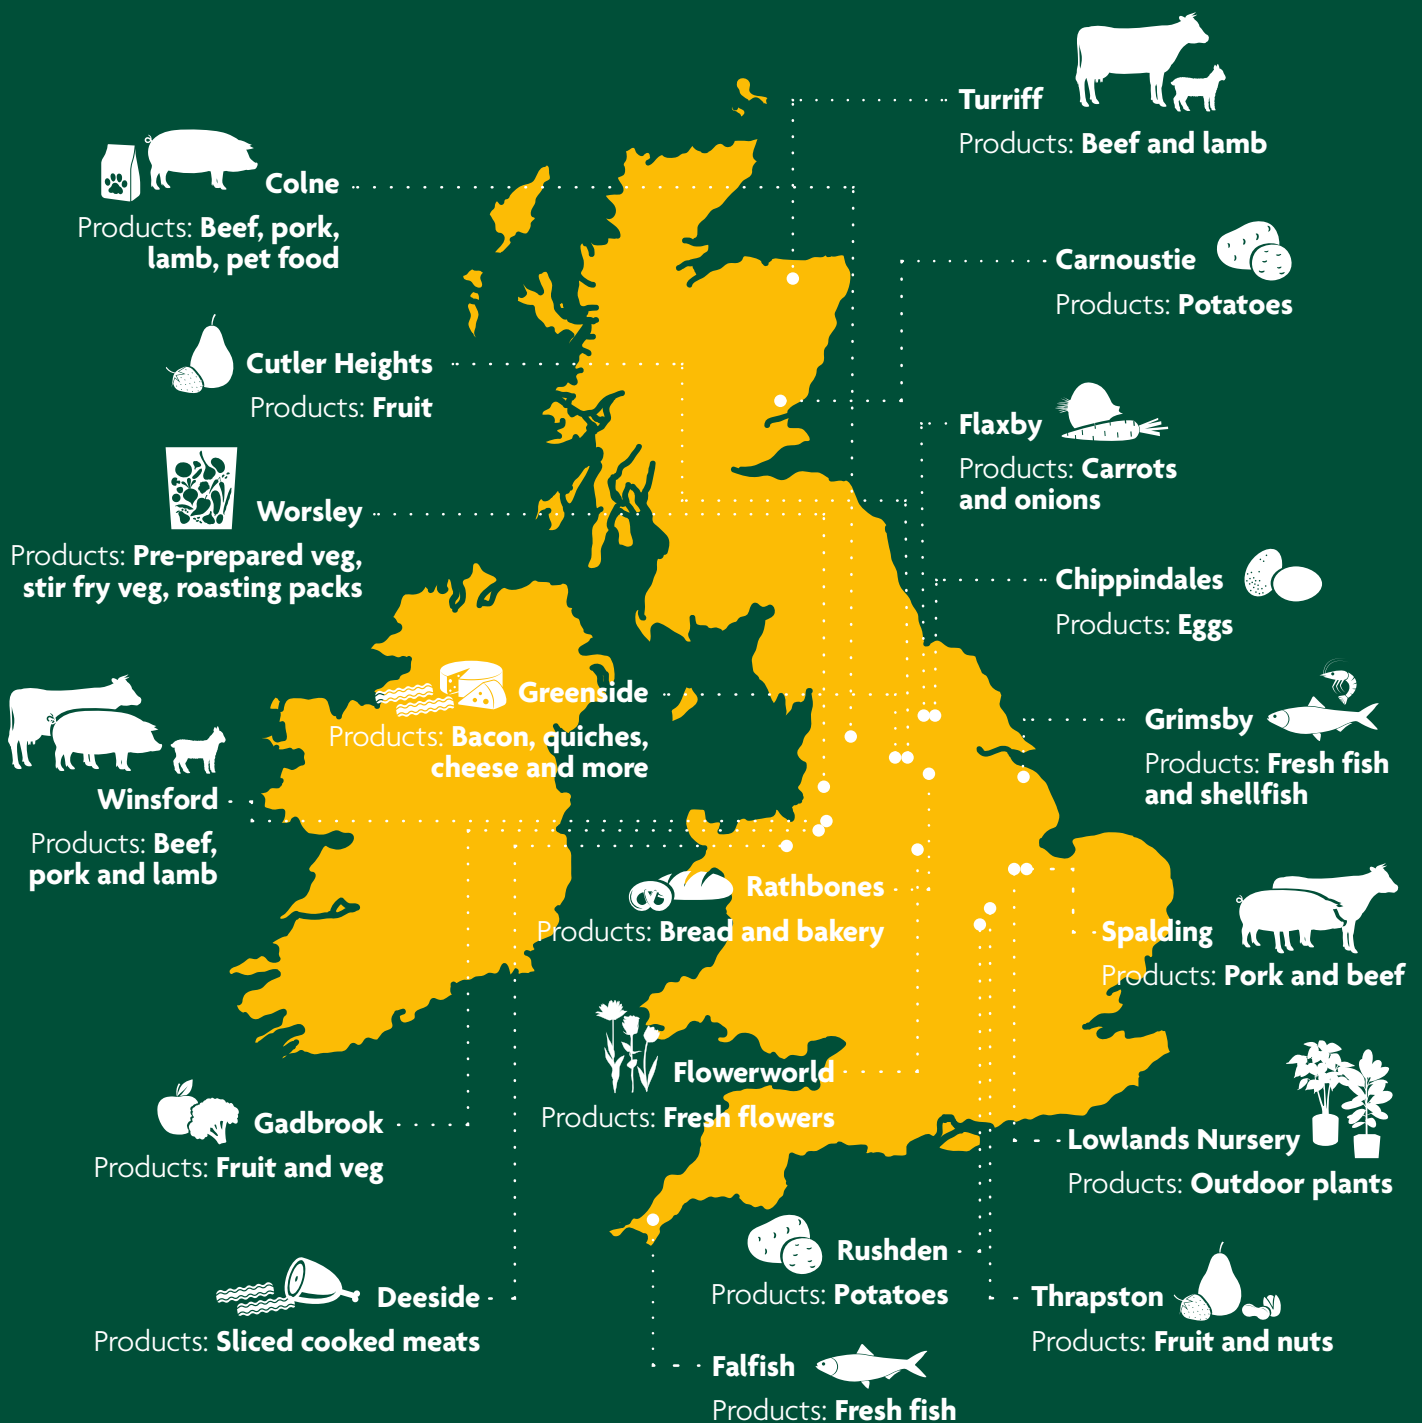 Turriff
Products: Beef and lamb
Colne
Products: Beef, pork,
lamb, pet food
Carnoustie
Products: Potatoes
Cutler Heights
Products: Fruit
Flaxby
Products: Carrots
and onions
Worsley
Products: Pre-prepared veg,
stir fry veg, roasting packs
Chippindales
Products: Eggs
Greenside
Products: Bacon, quiches,
cheese and more
Grimsby
Products: Fresh fish
and shellfish
Winsford
Products: Beef,
pork and lamb
Rathbones
Products: Bread and bakery
Spalding
Products: Pork and beef
Flowerworld
Products: Fresh flowers
Gadbrook
Products: Fruit and veg
Lowlands Nursery
Products: Outdoor plants
Rushden
Products: Potatoes
Deeside
Products: Sliced cooked meats
Thrapston
Products: Fruit and nuts
Falfish
Products: Fresh fish